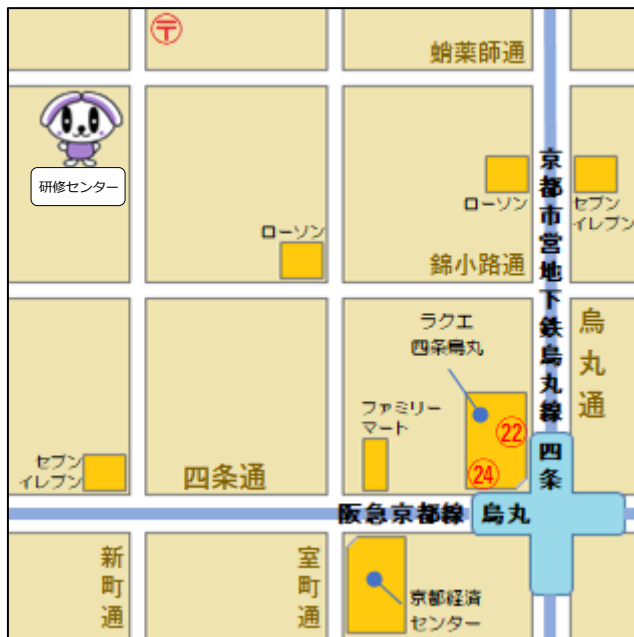 〒
蛸薬師通
研修センター
京都市営地下鉄烏丸線
ローソン
セブン
イレブン
ローソン
錦小路通
ラクエ
四条烏丸
烏丸通
ファミリー
マート
22
四条
セブン
イレブン
四条通
24
阪急京都線
烏丸
新町通
室町通
京都経済
センター